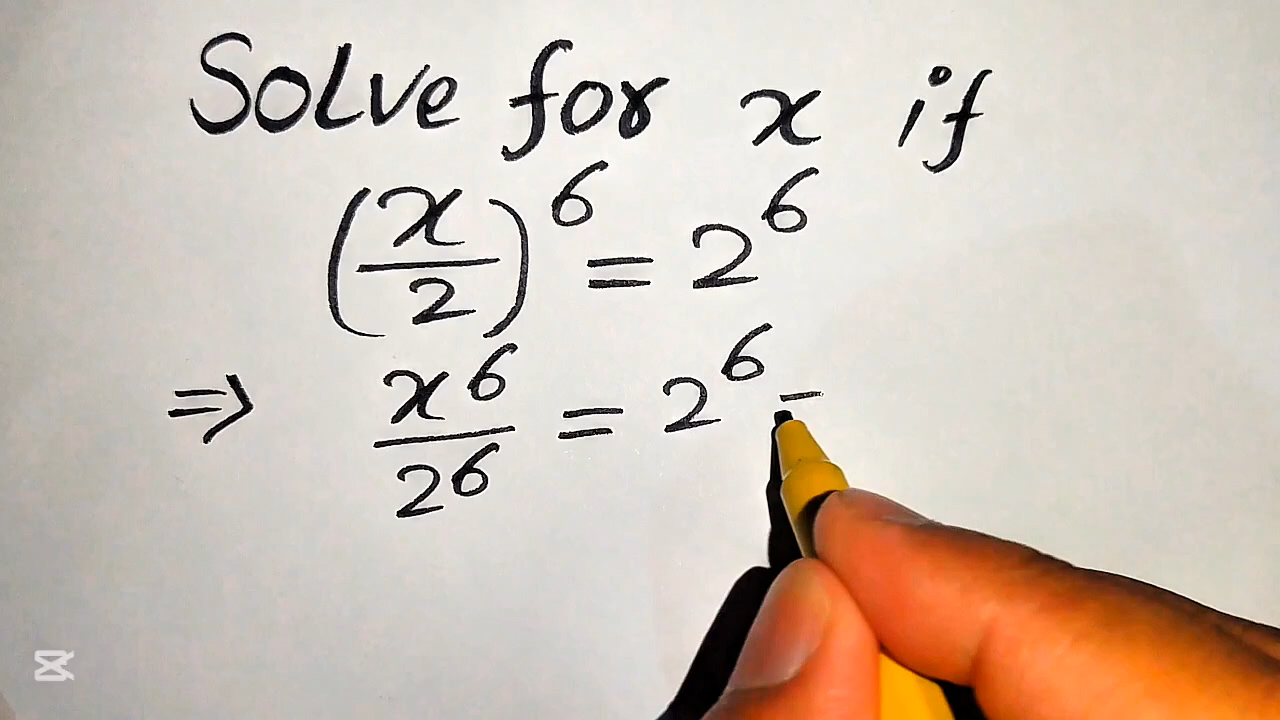 Solve for x if
(x/2)^6 = 2^6
=> x^6/2^6 = 2^6 -